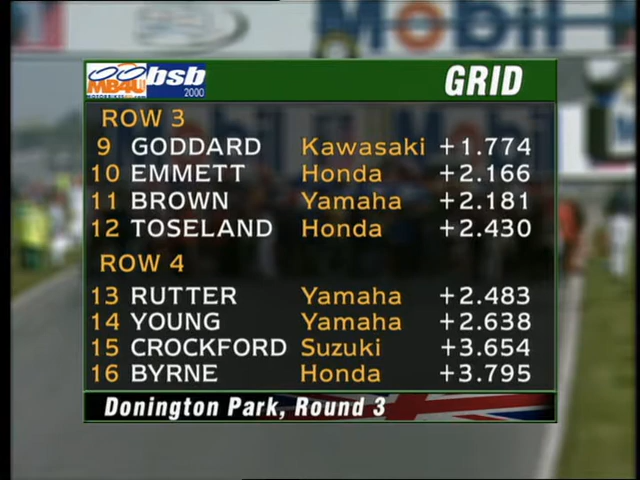 Mobil
MB4U bsb
2000
GRID
ROW 3
9 GODDARD Kawasaki +1.774
10 EMMETT Honda +2.166
11 BROWN Yamaha +2.181
12 TOSELAND Honda +2.430
ROW 4
13 RUTTER Yamaha +2.483
14 YOUNG Yamaha +2.638
15 CROCKFORD Suzuki +3.654
16 BYRNE Honda +3.795
Donington Park, Round 3